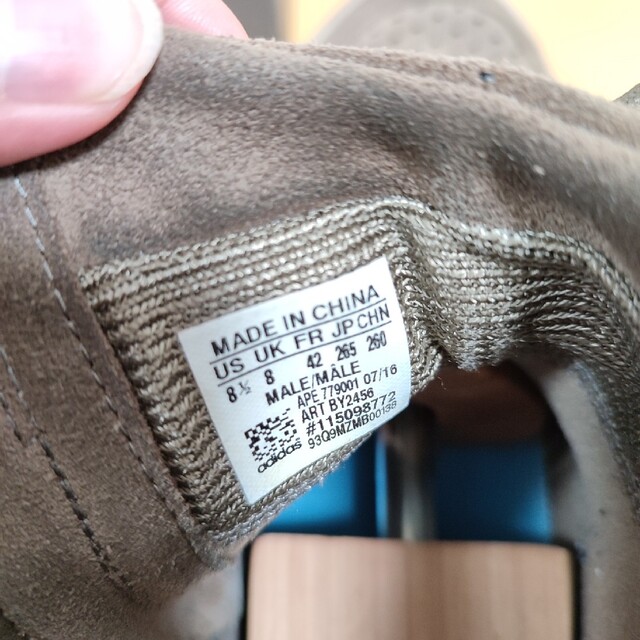 MADE IN CHINA
US UK FR JP CHN
8½ 8 42 265 260
MALE/MÂLE
APE 779001 07/16
ART BY2456
#115098772
93Q9MZMB00138
adidas